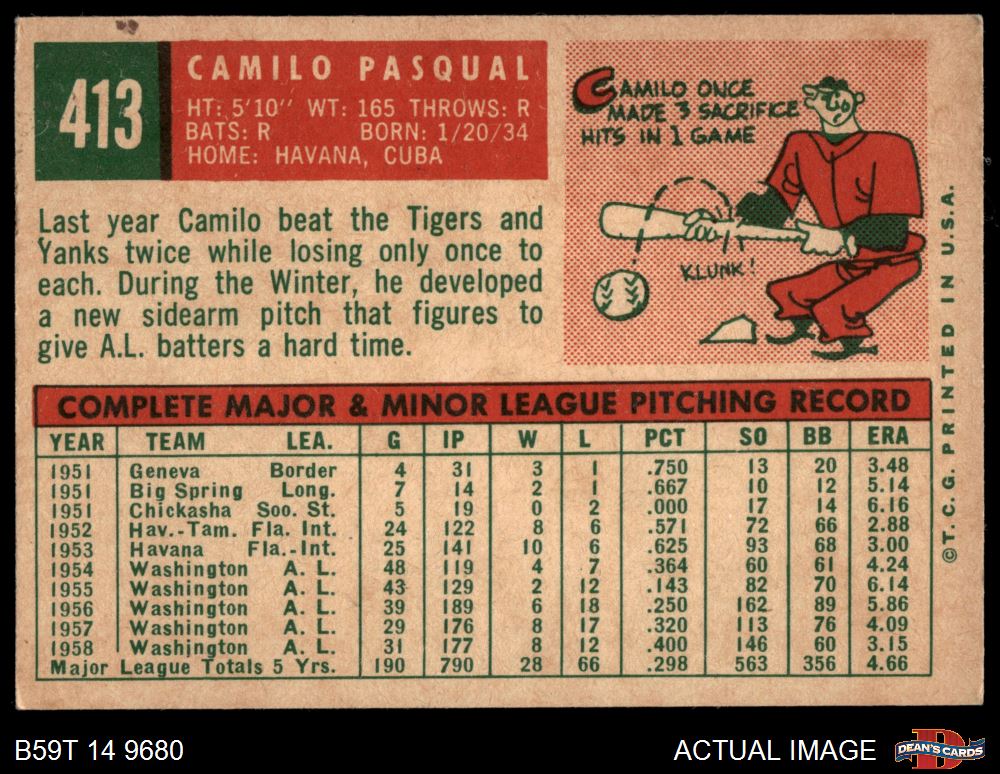 413
CAMILO PASQUAL
HT: 5'10" WT: 165 THROWS: R
BATS: R BORN: 1/20/34
HOME: HAVANA, CUBA
Last year Camilo beat the Tigers and
Yanks twice while losing only once to
each. During the Winter, he developed
a new sidearm pitch that figures to
give A.L. batters a hard time.
CAMILO ONCE
MADE 3 SACRIFICE
HITS IN 1 GAME
KLUNK!
COMPLETE MAJOR & MINOR LEAGUE PITCHING RECORD
YEAR TEAM LEA. G IP W L PCT SO BB ERA
1951 Geneva Border 4 31 3 1 .750 13 20 3.48
1951 Big Spring Long. 7 14 2 1 .667 10 12 5.14
1951 Chickasha Soo. St. 5 19 0 2 .000 17 14 6.16
1952 Hav.-Tam. Fla. Int. 24 122 8 6 .571 72 66 2.88
1953 Havana Fla.-Int. 25 141 10 6 .625 93 68 3.00
1954 Washington A. L. 48 119 4 7 .364 60 61 4.24
1955 Washington A. L. 43 129 2 12 .143 82 70 6.14
1956 Washington A. L. 39 189 6 18 .250 162 89 5.86
1957 Washington A. L. 29 176 8 17 .320 113 76 4.09
1958 Washington A. L. 31 177 8 12 .400 146 60 3.15
Major League Totals 5 Yrs. 190 790 28 66 .298 563 356 4.66
©T.C.G. PRINTED IN U.S.A.
B59T 14 9680
ACTUAL IMAGE
DEAN'S CARDS